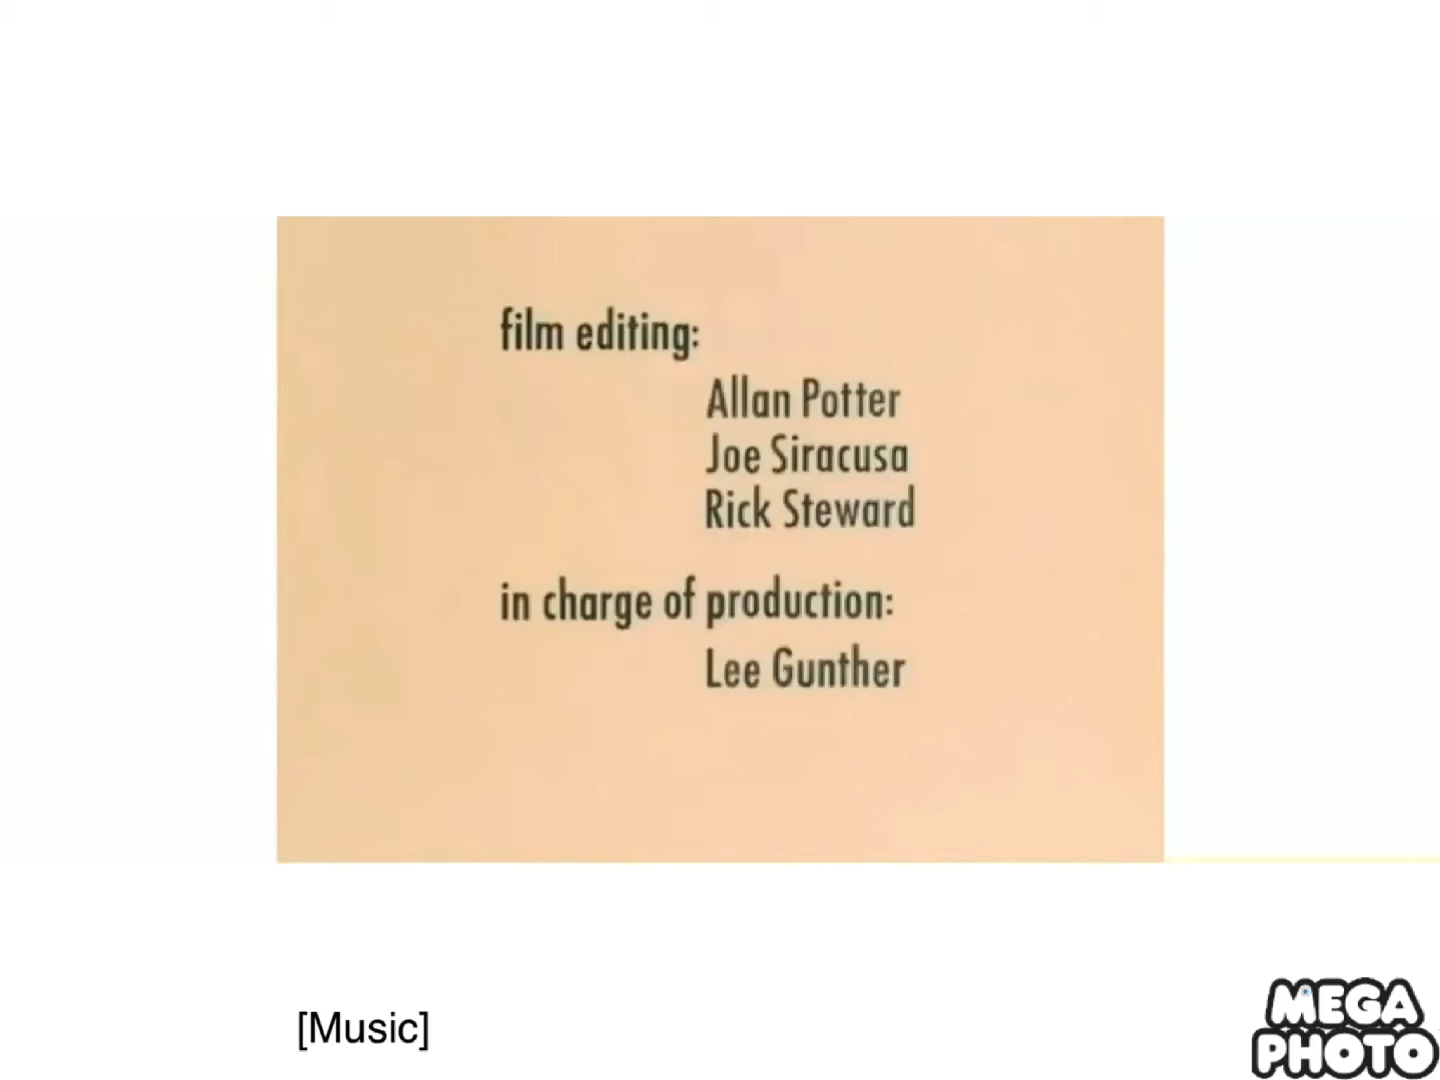 film editing:
Allan Potter
Joe Siracusa
Rick Steward
in charge of production:
Lee Gunther
[Music]
MEGA
PHOTO